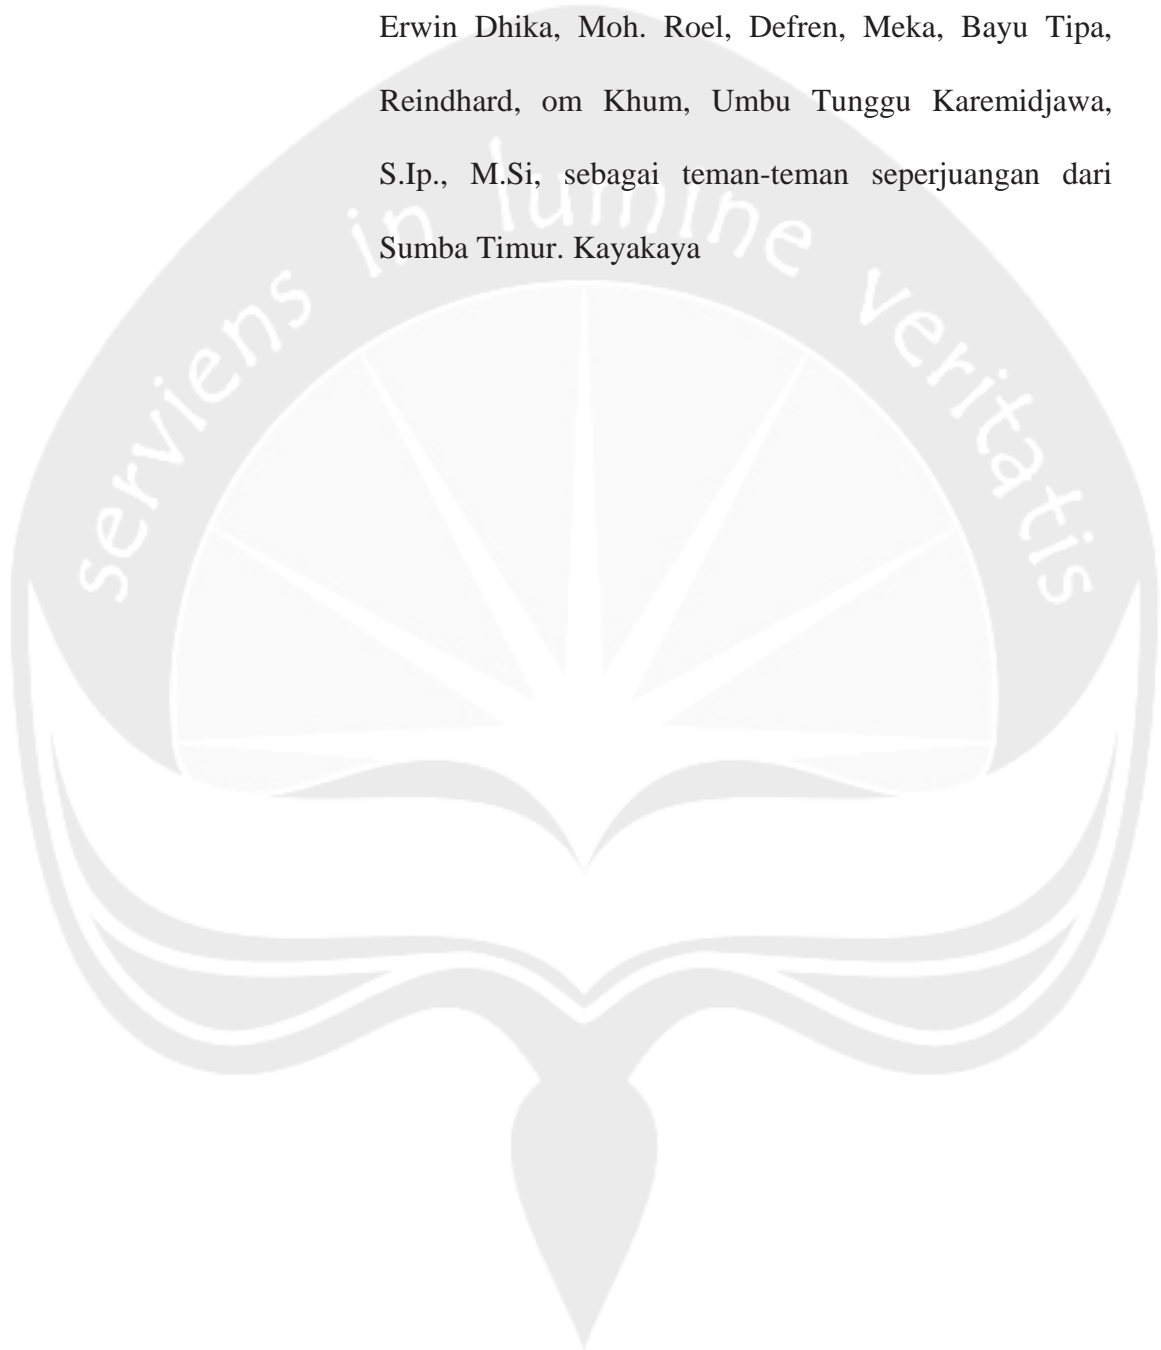 Erwin Dhika, Moh. Roel, Defren, Meka, Bayu Tipa,
Reindhard, om Khum, Umbu Tunggu Karemidjawa,
S.Ip., M.Si, sebagai teman-teman seperjuangan dari
Sumba Timur. Kayakaya
serviens in lumine veritatis